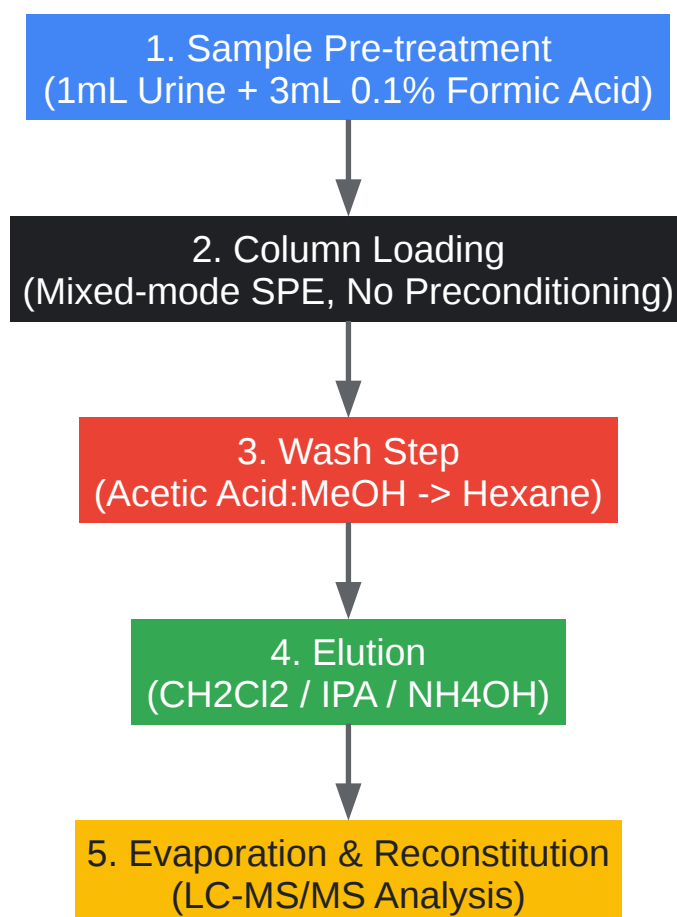 1. Sample Pre-treatment
(1mL Urine + 3mL 0.1% Formic Acid)
2. Column Loading
(Mixed-mode SPE, No Preconditioning)
3. Wash Step
(Acetic Acid:MeOH -> Hexane)
4. Elution
(CH2Cl2 / IPA / NH4OH)
5. Evaporation & Reconstitution
(LC-MS/MS Analysis)